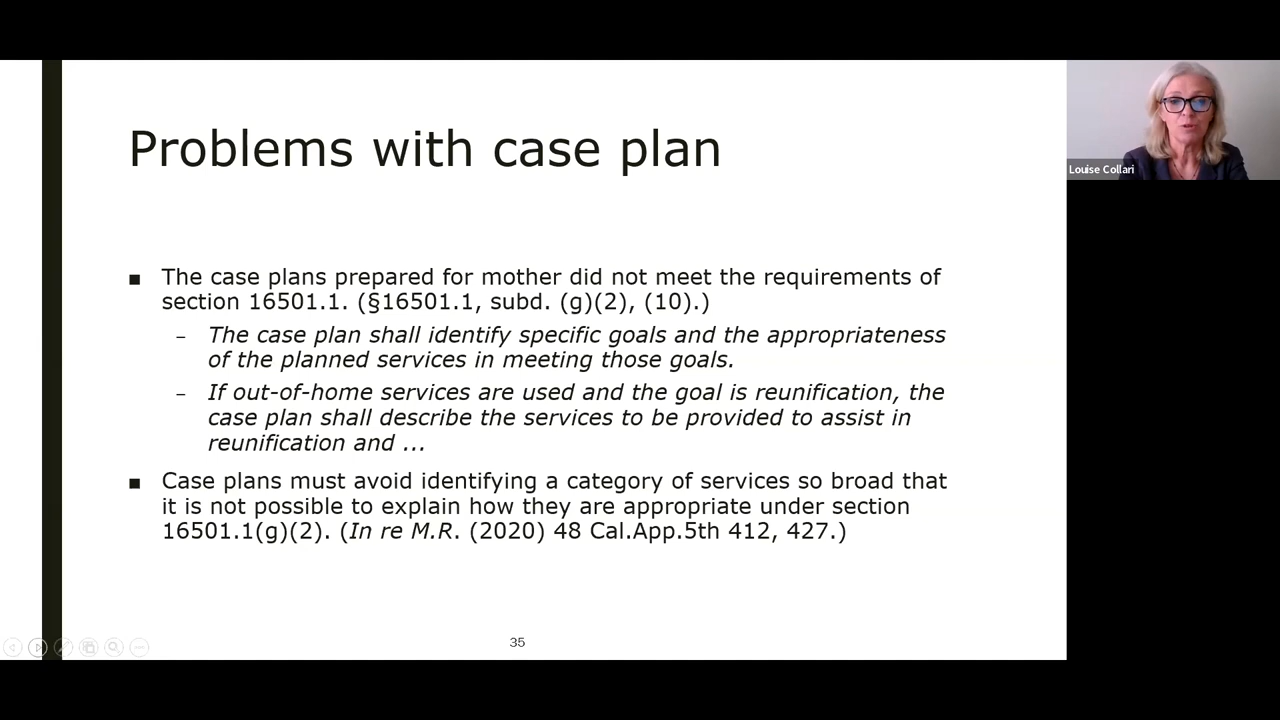 Problems with case plan
■ The case plans prepared for mother did not meet the requirements of
section 16501.1. (§16501.1, subd. (g)(2), (10).)
– The case plan shall identify specific goals and the appropriateness
of the planned services in meeting those goals.
– If out-of-home services are used and the goal is reunification, the
case plan shall describe the services to be provided to assist in
reunification and ...
■ Case plans must avoid identifying a category of services so broad that
it is not possible to explain how they are appropriate under section
16501.1(g)(2). (In re M.R. (2020) 48 Cal.App.5th 412, 427.)
35
Louise Collari